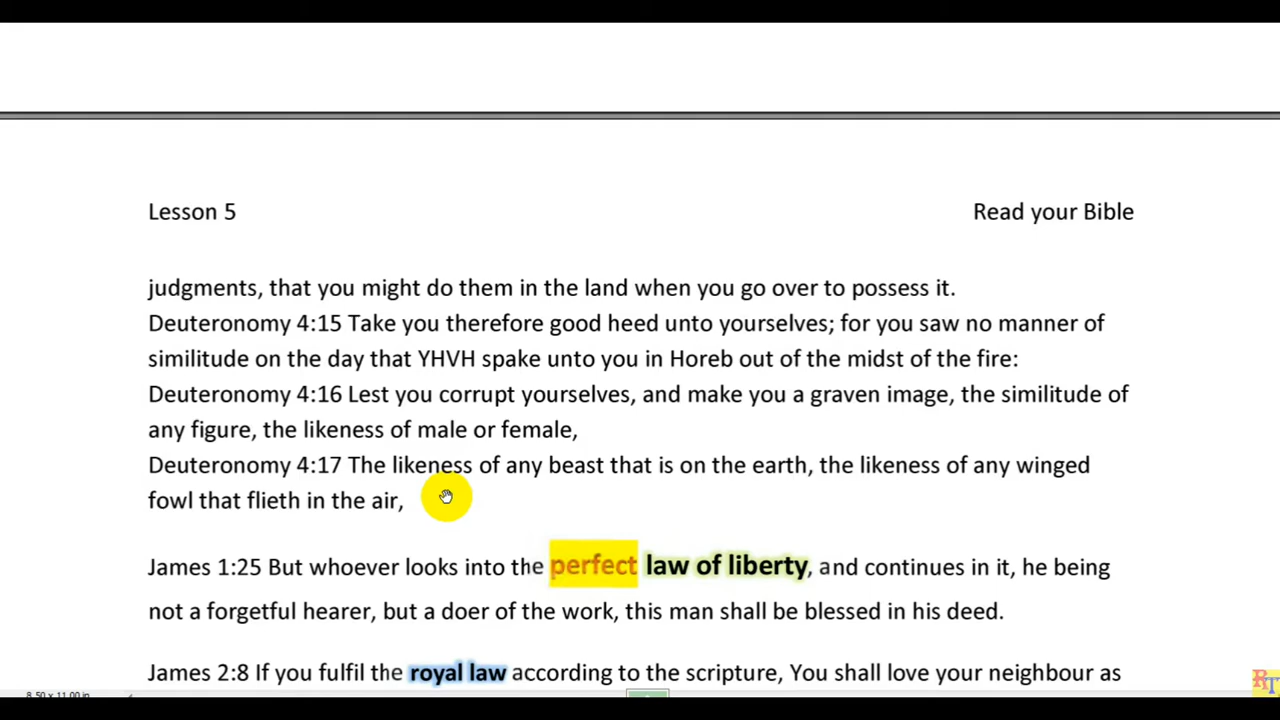 Lesson 5 Read your Bible
judgments, that you might do them in the land when you go over to possess it.
Deuteronomy 4:15 Take you therefore good heed unto yourselves; for you saw no manner of
similitude on the day that YHVH spake unto you in Horeb out of the midst of the fire:
Deuteronomy 4:16 Lest you corrupt yourselves, and make you a graven image, the similitude of
any figure, the likeness of male or female,
Deuteronomy 4:17 The likeness of any beast that is on the earth, the likeness of any winged
fowl that flieth in the air,
James 1:25 But whoever looks into the perfect law of liberty, and continues in it, he being
not a forgetful hearer, but a doer of the work, this man shall be blessed in his deed.
James 2:8 If you fulfil the royal law according to the scripture, You shall love your neighbour as
8.50 x 11.00 in
RT